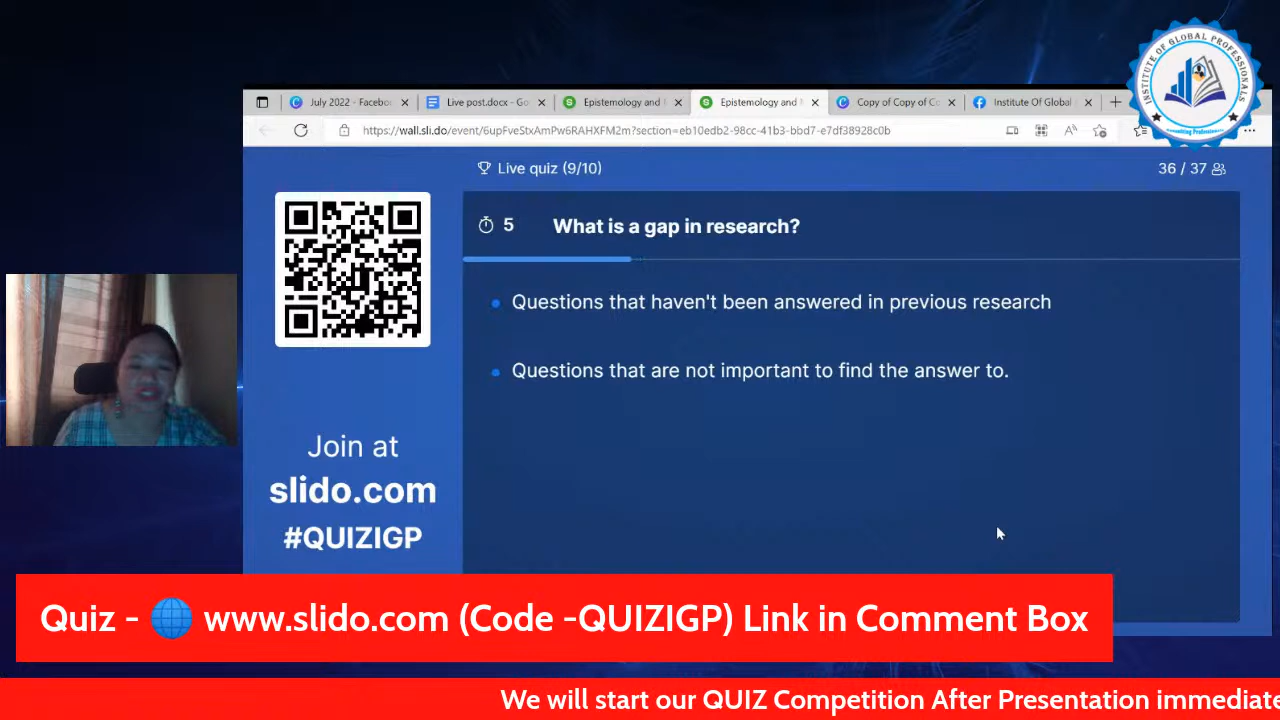 INSTITUTE OF GLOBAL PROFESSIONALS
July 2022 - Facebo
Live post.docx - Go
Epistemology and
Epistemology and M
Copy of Copy of Co
Institute Of Global
https://wall.sli.do/event/6upFveStxAmPw6RAHXFM2m?section=eb10edb2-98cc-41b3-bbd7-e7df38928c0b
Live quiz (9/10)
36 / 37
5
What is a gap in research?
Questions that haven't been answered in previous research
Questions that are not important to find the answer to.
Join at
slido.com
#QUIZIGP
Quiz - www.slido.com (Code -QUIZIGP) Link in Comment Box
We will start our QUIZ Competition After Presentation immediate